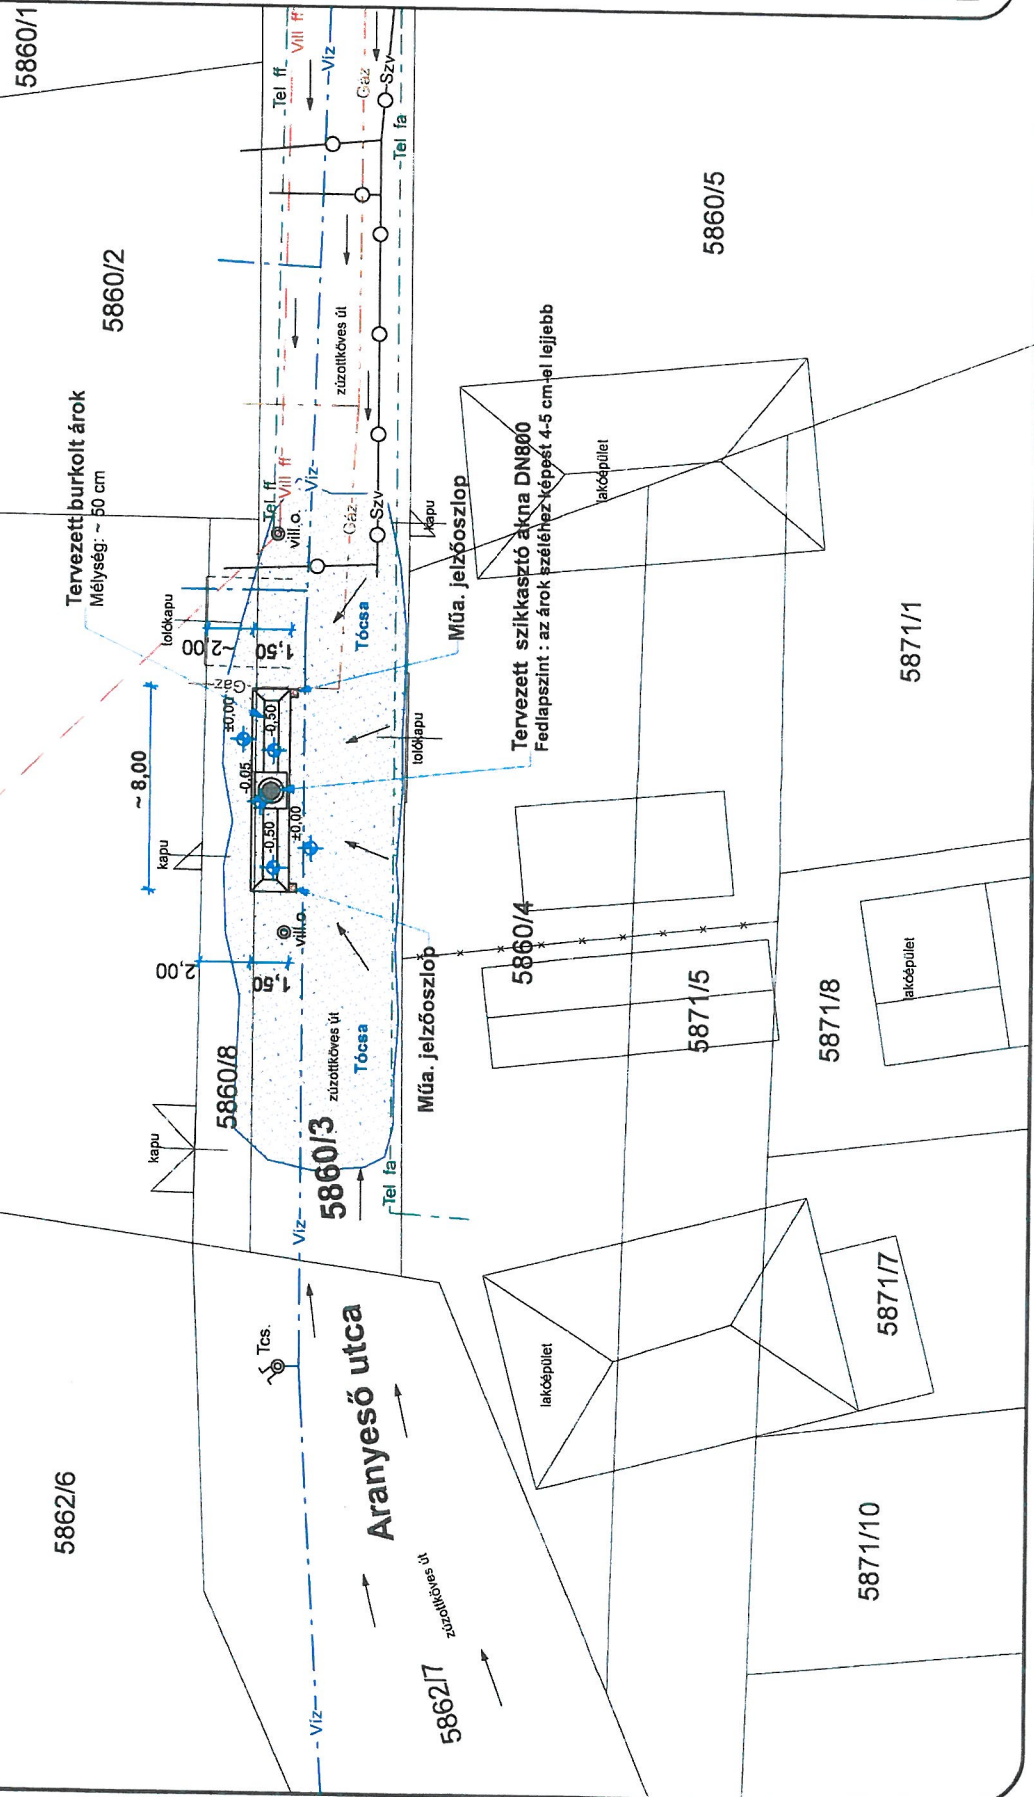 5860/1
Tel ff
Vill ff
Víz
Gáz
Szv
Tel fa
5860/2
5860/5
zúzottköves út
Tervezett burkolt árok
Mélység: ~ 50 cm
Tel ff
Vill ff
Víz
vill.o.
Gáz
Szv
kapu
lakóépület
Műa. jelzőoszlop
Tervezett szikkasztó akna DN800
Fedlapszint : az árok széléhez képest 4-5 cm-el lejjebb
tolókapu
~2,00
1,50
Tócsa
Gáz
±0,00
-0,50
~ 8,00
-0,05
tolókapu
-0,50
±0,00
kapu
5871/1
vill.o.
2,00
1,50
5860/4
Műa. jelzőoszlop
5860/8
zúzottköves út
Tócsa
5871/5
5871/8
lakóépület
kapu
5860/3
Tel fa
Víz
Tcs.
Aranyeső utca
lakóépület
5871/7
5862/6
zúzottköves út
5862/7
5871/10
Víz